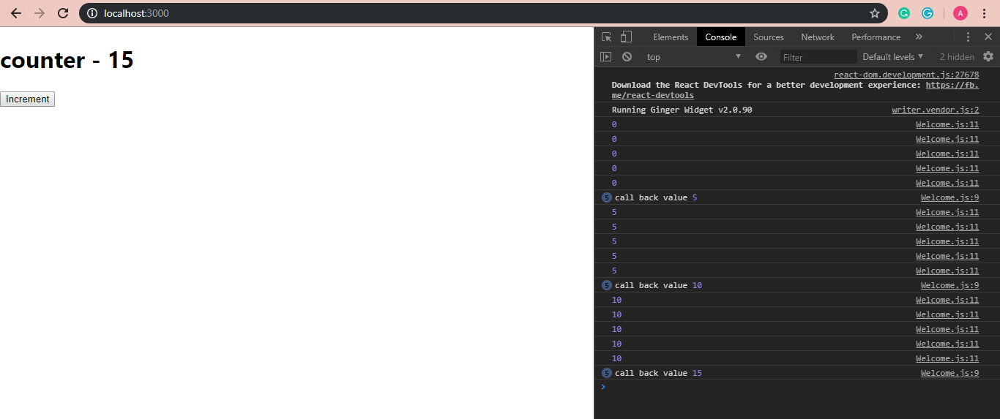 localhost:3000
A
counter - 15
Increment
Elements Console Sources Network Performance »
top Filter Default levels 2 hidden
react-dom.development.js:27678
Download the React DevTools for a better development experience: https://fb.
me/react-devtools
Running Ginger Widget v2.0.90 writer.vendor.js:2
0 Welcome.js:11
0 Welcome.js:11
0 Welcome.js:11
0 Welcome.js:11
0 Welcome.js:11
5 call back value 5 Welcome.js:9
5 Welcome.js:11
5 Welcome.js:11
5 Welcome.js:11
5 Welcome.js:11
5 Welcome.js:11
5 call back value 10 Welcome.js:9
10 Welcome.js:11
10 Welcome.js:11
10 Welcome.js:11
10 Welcome.js:11
10 Welcome.js:11
5 call back value 15 Welcome.js:9